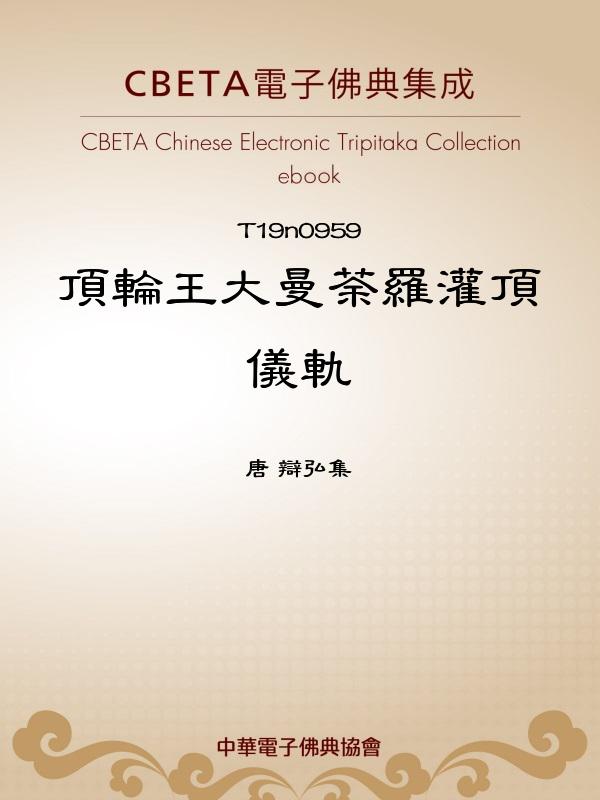 CBETA電子佛典集成
CBETA Chinese Electronic Tripitaka Collection
ebook
T19n0959
頂輪王大曼荼羅灌頂
儀軌
唐 辯弘集
中華電子佛典協會